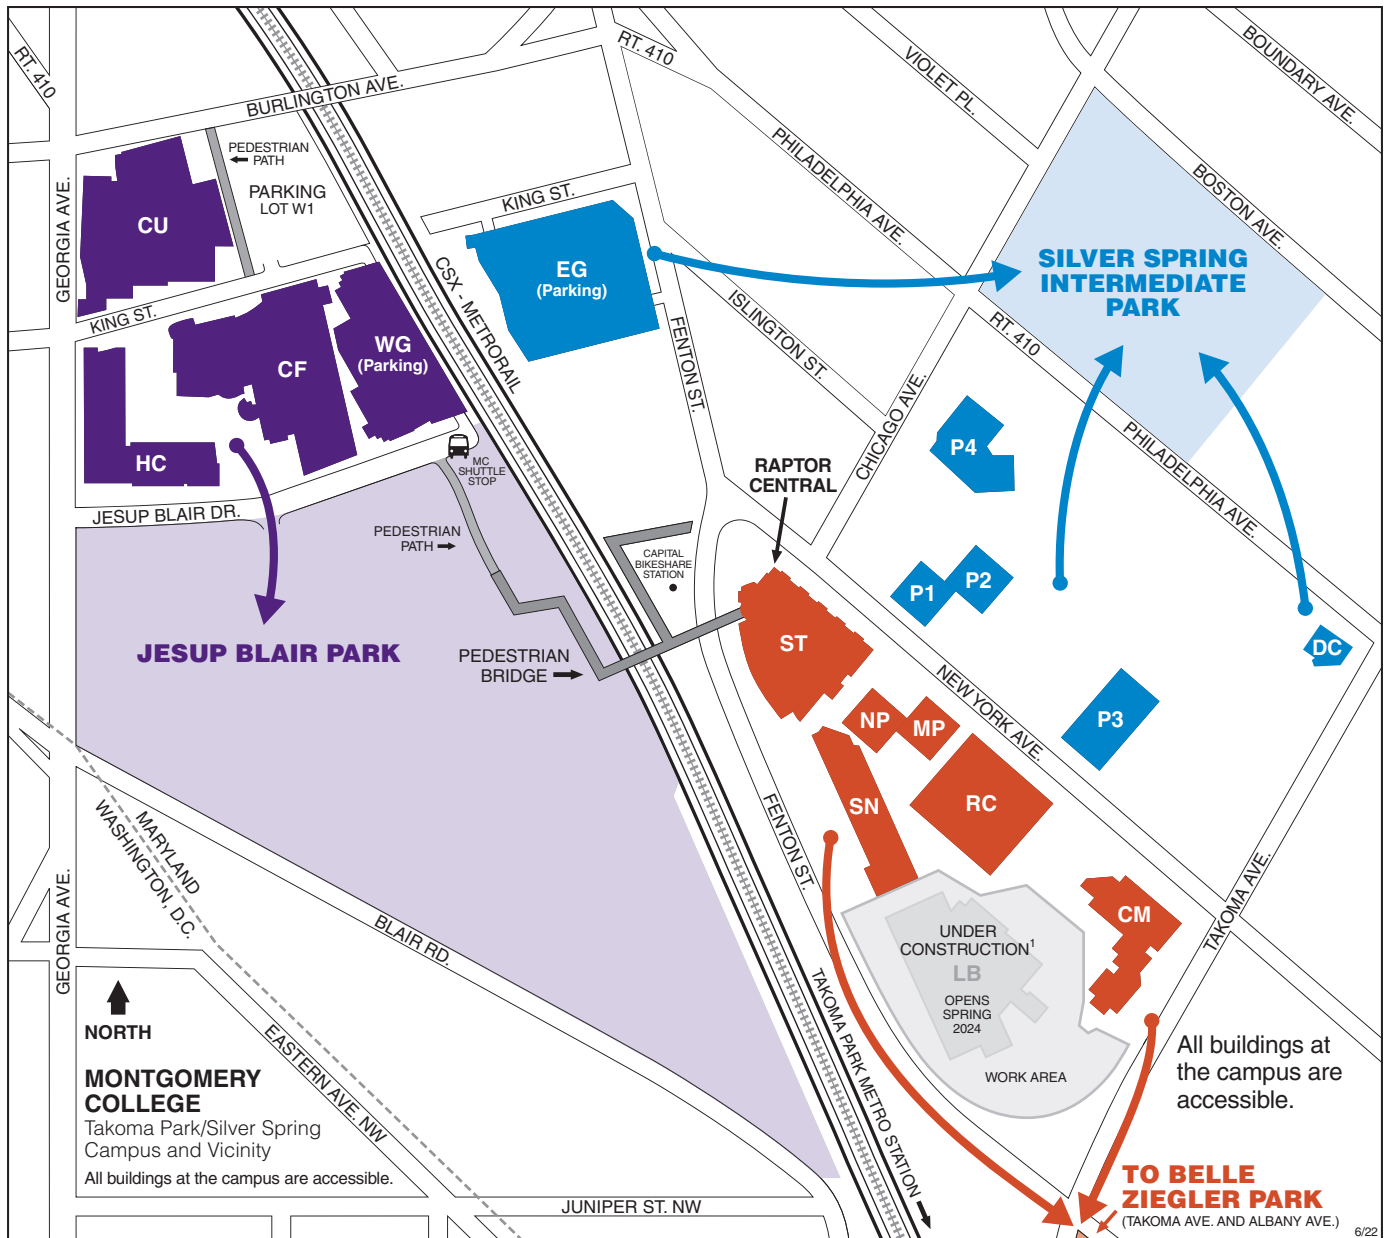 RT. 410
BURLINGTON AVE.
RT. 410
VIOLET PL.
BOUNDARY AVE.
PEDESTRIAN
PATH
PARKING
LOT W1
GEORGIA AVE.
CU
KING ST.
KING ST.
PHILADELPHIA AVE.
BOSTON AVE.
EG
(Parking)
CSX - METRORAIL
SILVER SPRING
INTERMEDIATE
PARK
ISLINGTON ST.
FENTON ST.
RT. 410
PHILADELPHIA AVE.
CHICAGO AVE.
CF
WG
(Parking)
HC
MC
SHUTTLE
STOP
JESUP BLAIR DR.
PEDESTRIAN
PATH
RAPTOR
CENTRAL
P4
CAPITAL
BIKESHARE
STATION
P1
P2
DC
P3
JESUP BLAIR PARK
PEDESTRIAN
BRIDGE
ST
NEW YORK AVE.
NP
MP
SN
RC
FENTON ST.
MARYLAND
WASHINGTON, D.C.
GEORGIA AVE.
BLAIR RD.
CM
TAKOMA AVE.
UNDER
CONSTRUCTION1
LB
OPENS
SPRING
2024
WORK AREA
TAKOMA PARK METRO STATION
NORTH
EASTERN AVE. NW
MONTGOMERY
COLLEGE
Takoma Park/Silver Spring
Campus and Vicinity
All buildings at the campus are accessible.
All buildings at
the campus are
accessible.
JUNIPER ST. NW
TO BELLE
ZIEGLER PARK
(TAKOMA AVE. AND ALBANY AVE.)
6/22